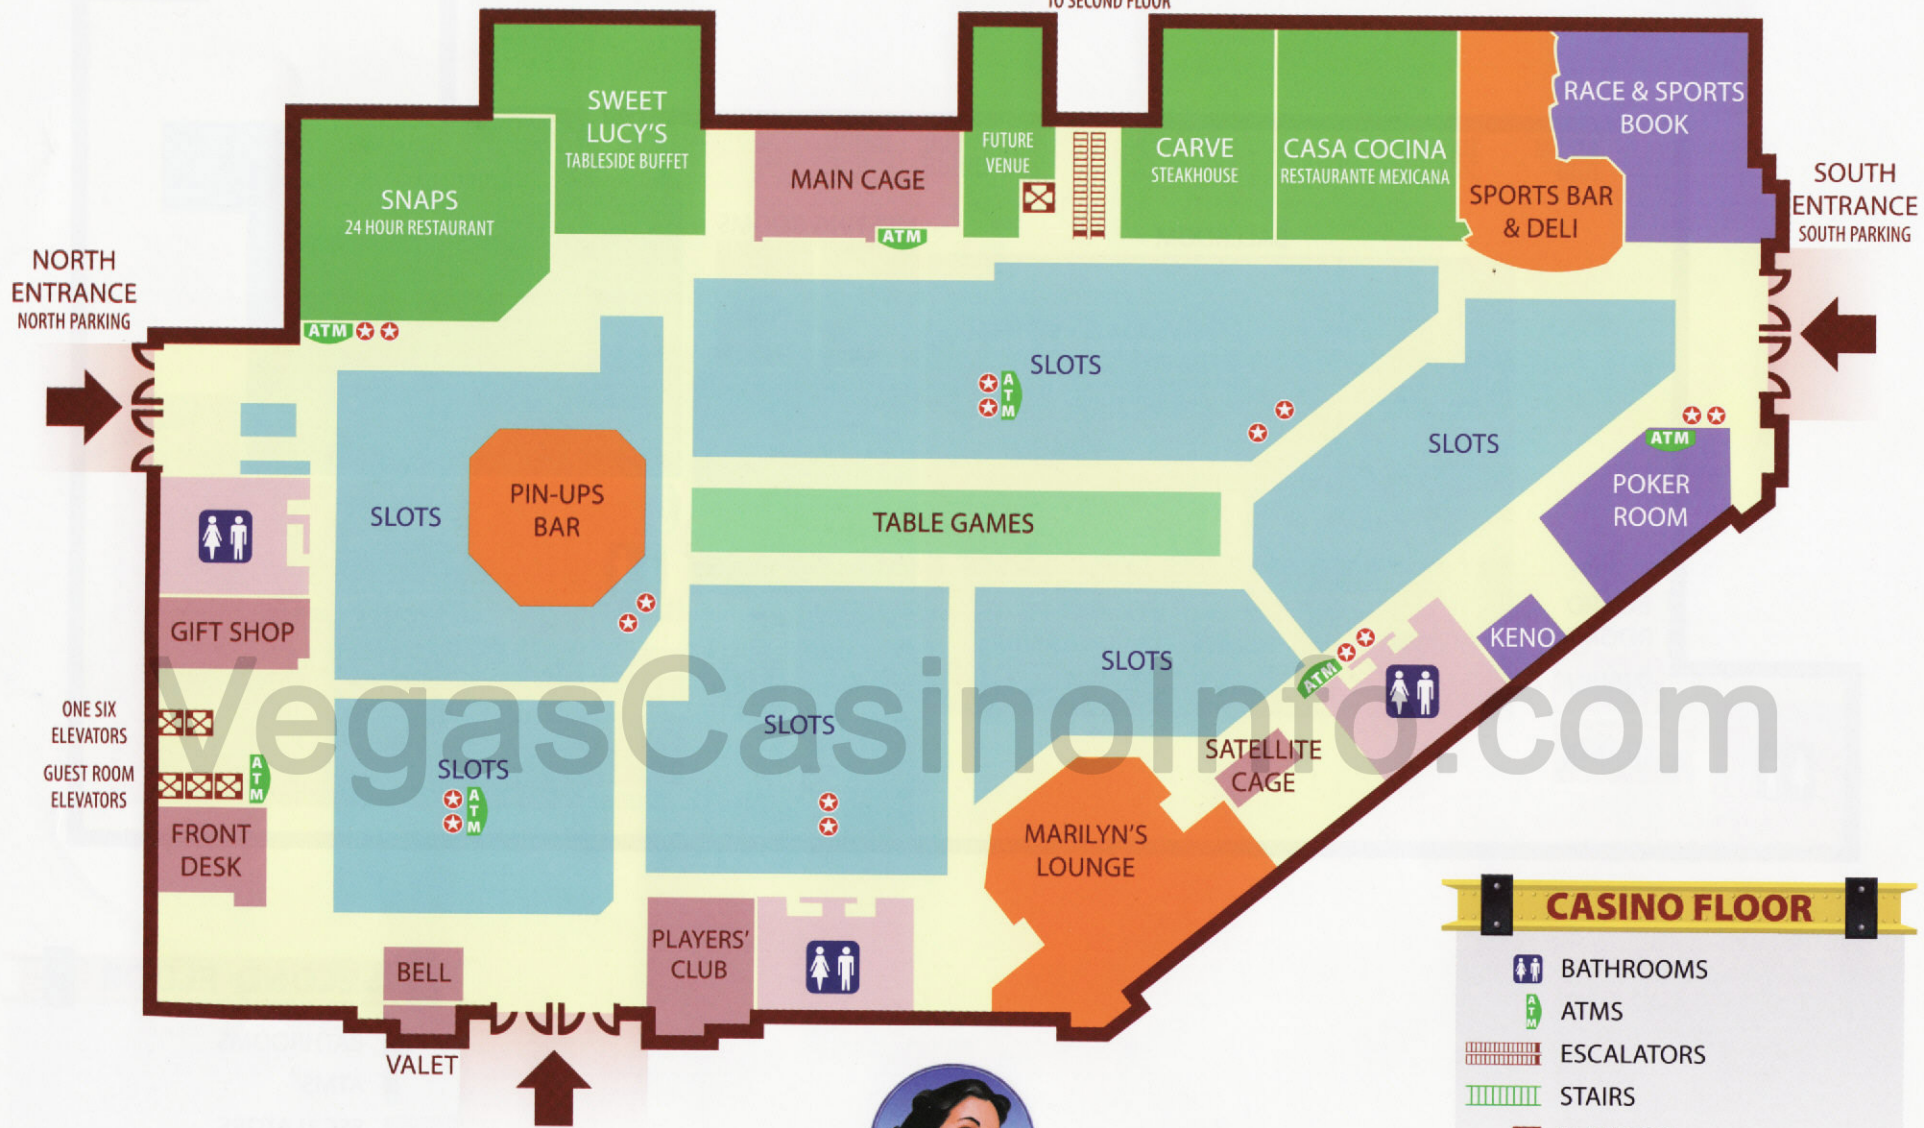 TO SECOND FLOOR
SWEET
LUCY'S
TABLESIDE BUFFET
SNAPS
24 HOUR RESTAURANT
MAIN CAGE
ATM
FUTURE
VENUE
CARVE
STEAKHOUSE
CASA COCINA
RESTAURANTE MEXICANA
SPORTS BAR
& DELI
RACE & SPORTS
BOOK
SOUTH
ENTRANCE
SOUTH PARKING
NORTH
ENTRANCE
NORTH PARKING
ATM
SLOTS
ATM
SLOTS
ATM
POKER
ROOM
SLOTS
PIN-UPS
BAR
TABLE GAMES
GIFT SHOP
KENO
SLOTS
ATM
SLOTS
VegasCasinoInfo.com
ONE SIX
ELEVATORS
GUEST ROOM
ELEVATORS
ATM
SLOTS
ATM
SATELLITE
CAGE
FRONT
DESK
MARILYN'S
LOUNGE
PLAYERS'
CLUB
BELL
VALET
CASINO FLOOR
BATHROOMS
ATM
ATMS
ESCALATORS
STAIRS